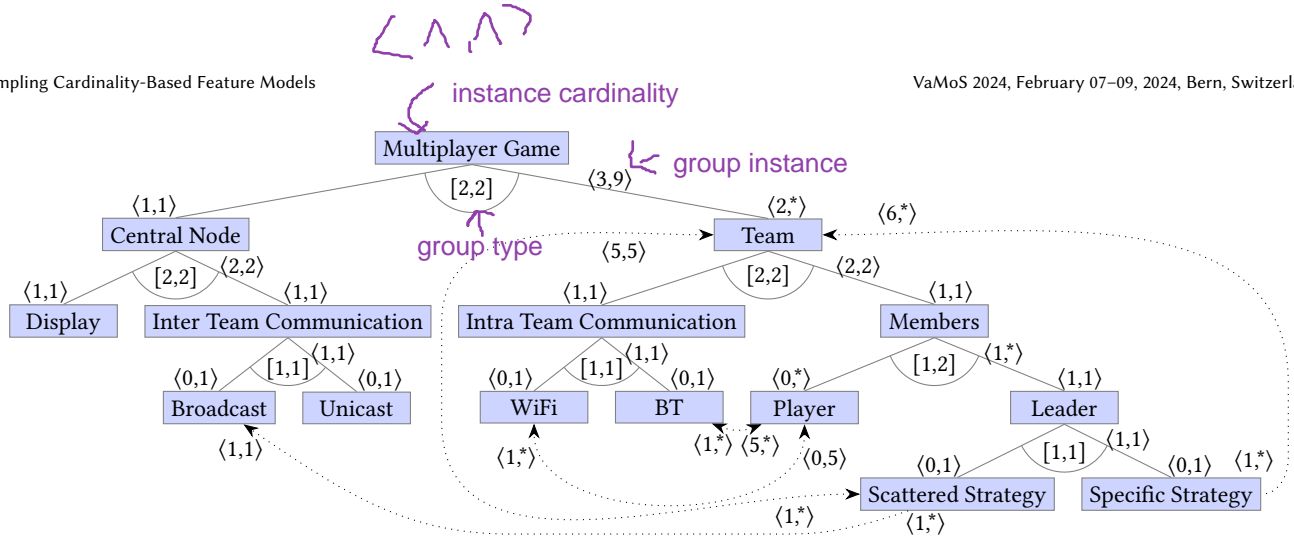 ⟨1,1⟩
mpling Cardinality-Based Feature Models
VaMoS 2024, February 07–09, 2024, Bern, Switzerl
instance cardinality
Multiplayer Game
group instance
[2,2]
⟨3,9⟩
⟨1,1⟩
⟨2,*⟩
⟨6,*⟩
Central Node
Team
group type
⟨5,5⟩
[2,2]
⟨2,2⟩
[2,2]
⟨2,2⟩
⟨1,1⟩
⟨1,1⟩
⟨1,1⟩
⟨1,1⟩
Display
Inter Team Communication
Intra Team Communication
Members
[1,1]
⟨1,1⟩
[1,1]
⟨1,1⟩
[1,2]
⟨1,*⟩
⟨0,1⟩
⟨0,1⟩
⟨0,1⟩
⟨0,1⟩
⟨0,*⟩
⟨1,1⟩
Broadcast
Unicast
WiFi
BT
Player
Leader
⟨1,1⟩
⟨1,*⟩
⟨1,*⟩
⟨5,*⟩
⟨0,5⟩
[1,1]
⟨1,1⟩
⟨0,1⟩
⟨0,1⟩
⟨1,*⟩
Scattered Strategy
Specific Strategy
⟨1,*⟩
⟨1,*⟩